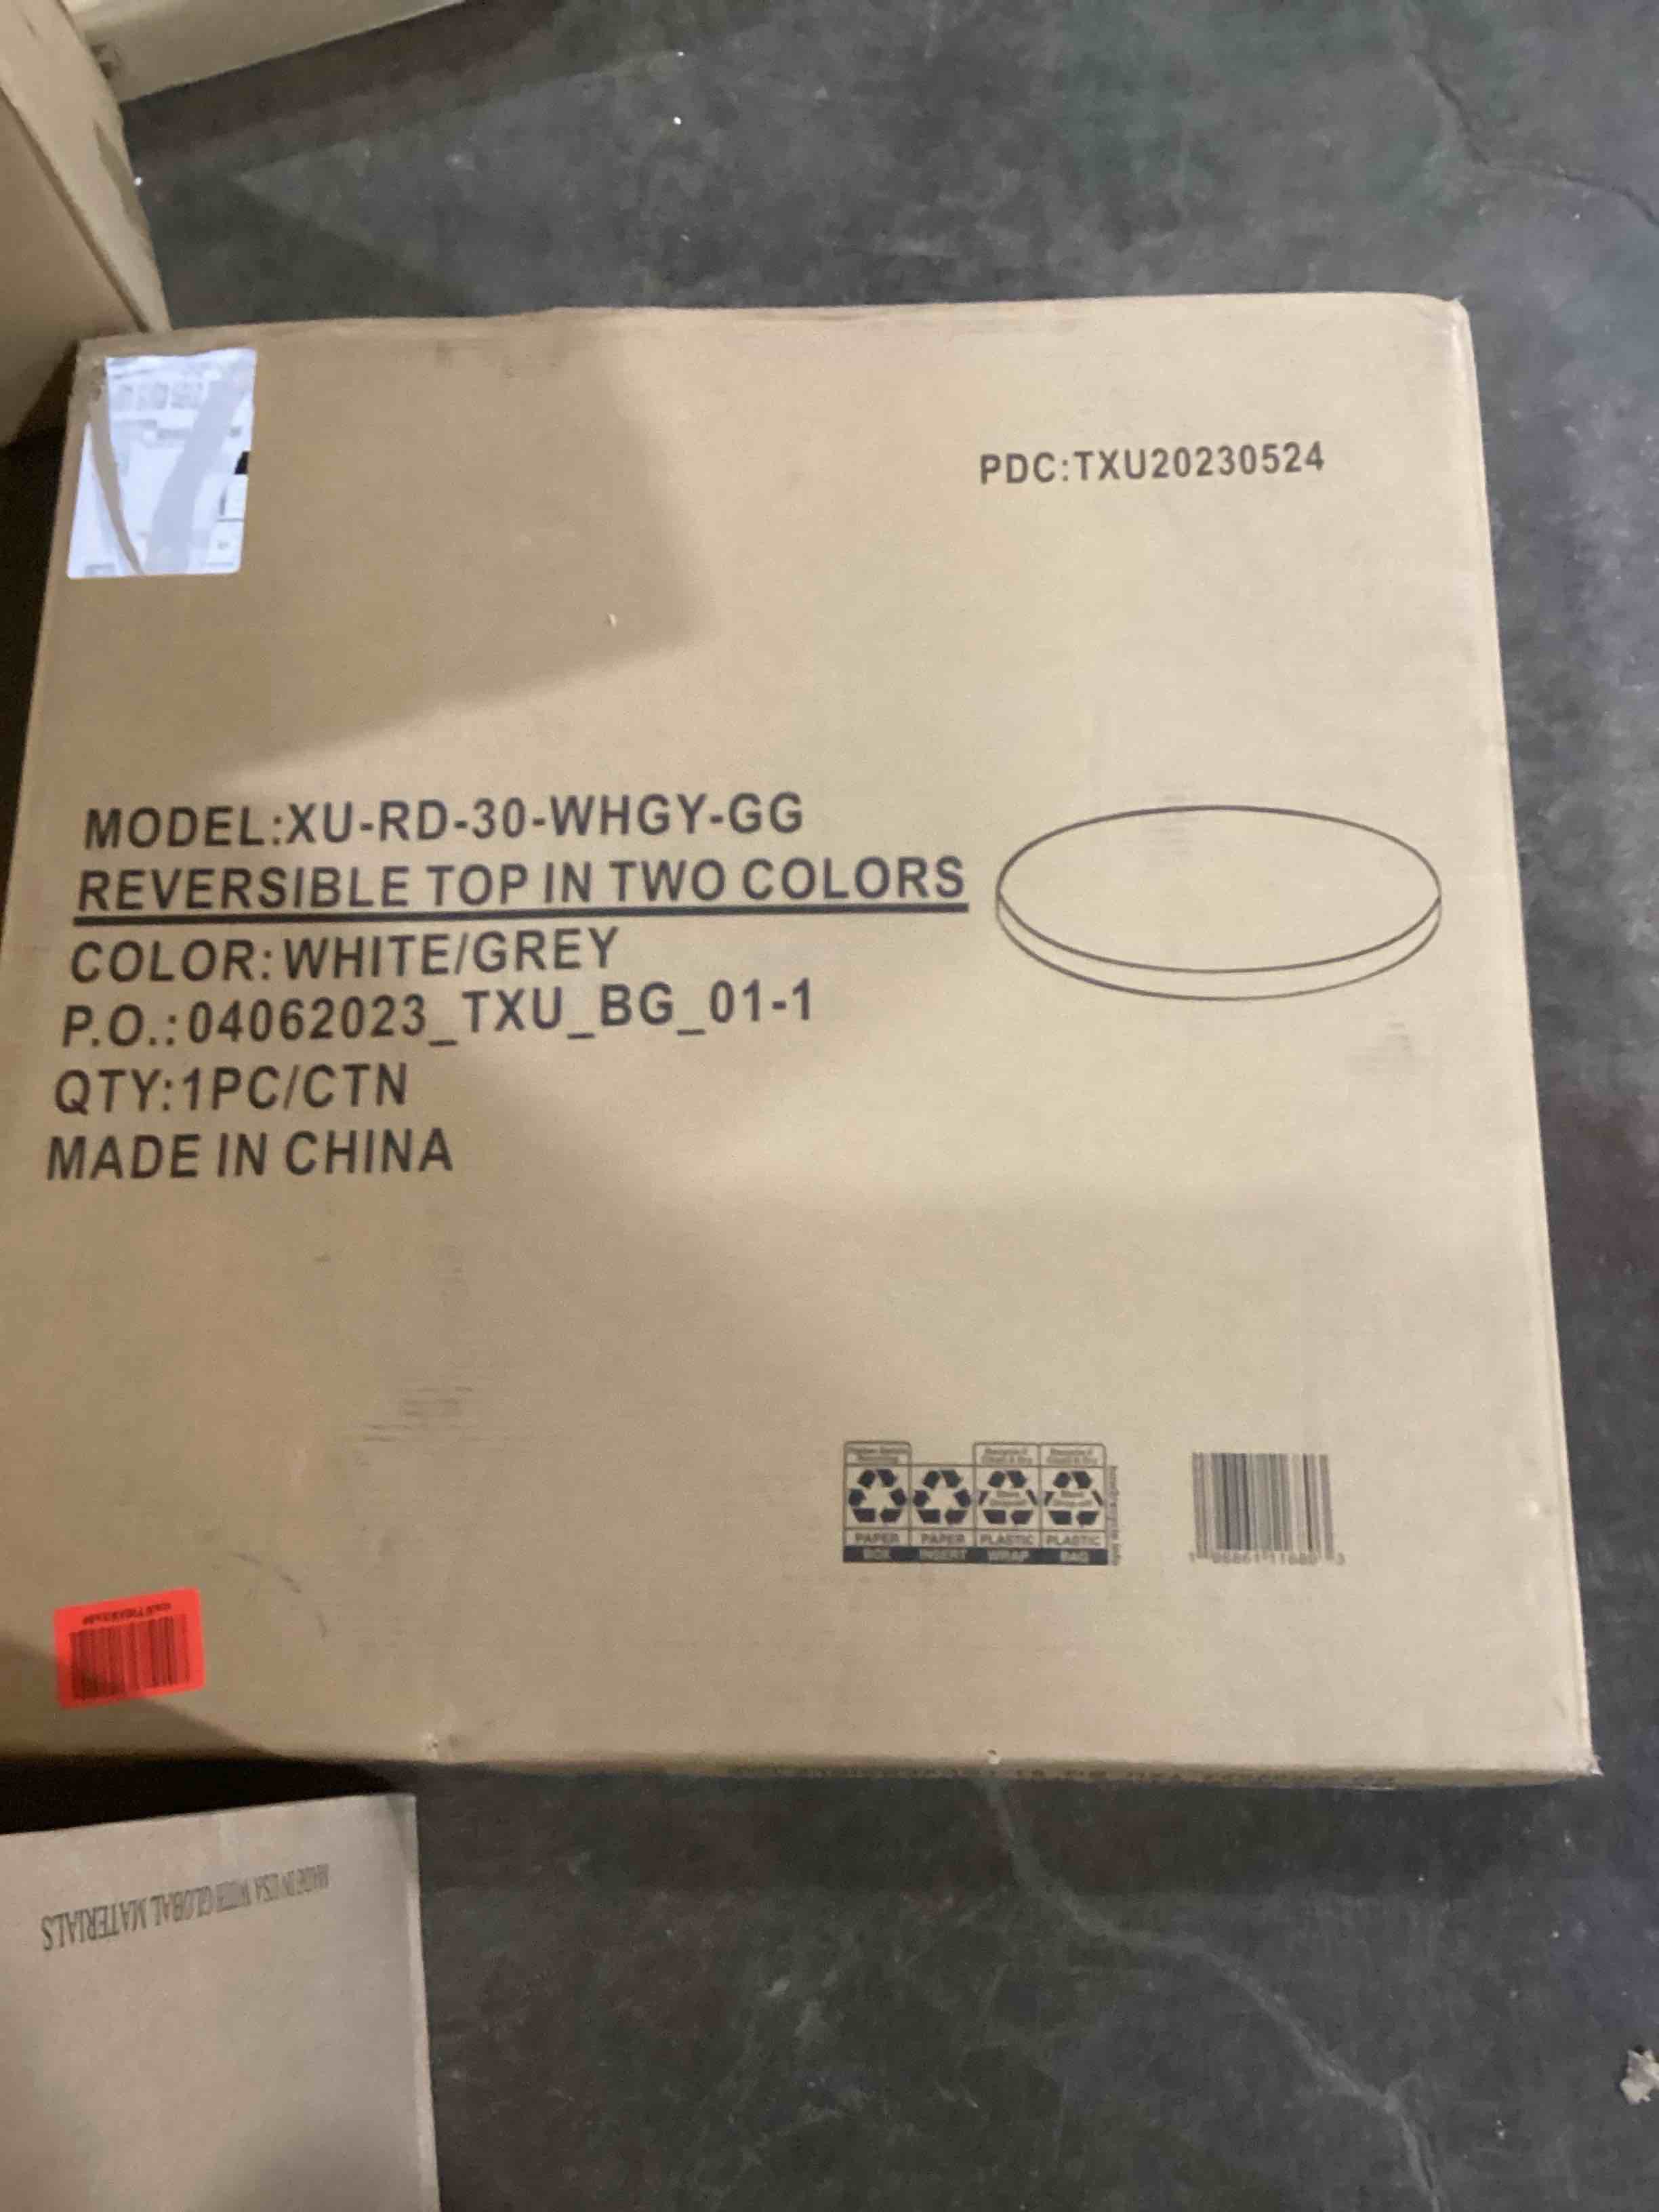 PDC:TXU20230524
MODEL:XU-RD-30-WHGY-GG
REVERSIBLE TOP IN TWO COLORS
COLOR:WHITE/GREY
P.O.:04062023_TXU_BG_01-1
QTY:1PC/CTN
MADE IN CHINA
PAPER PAPER PLASTIC PLASTIC
BOX INSERT WRAP BAG
MADE IN USA WITH GLOBAL MATERIALS